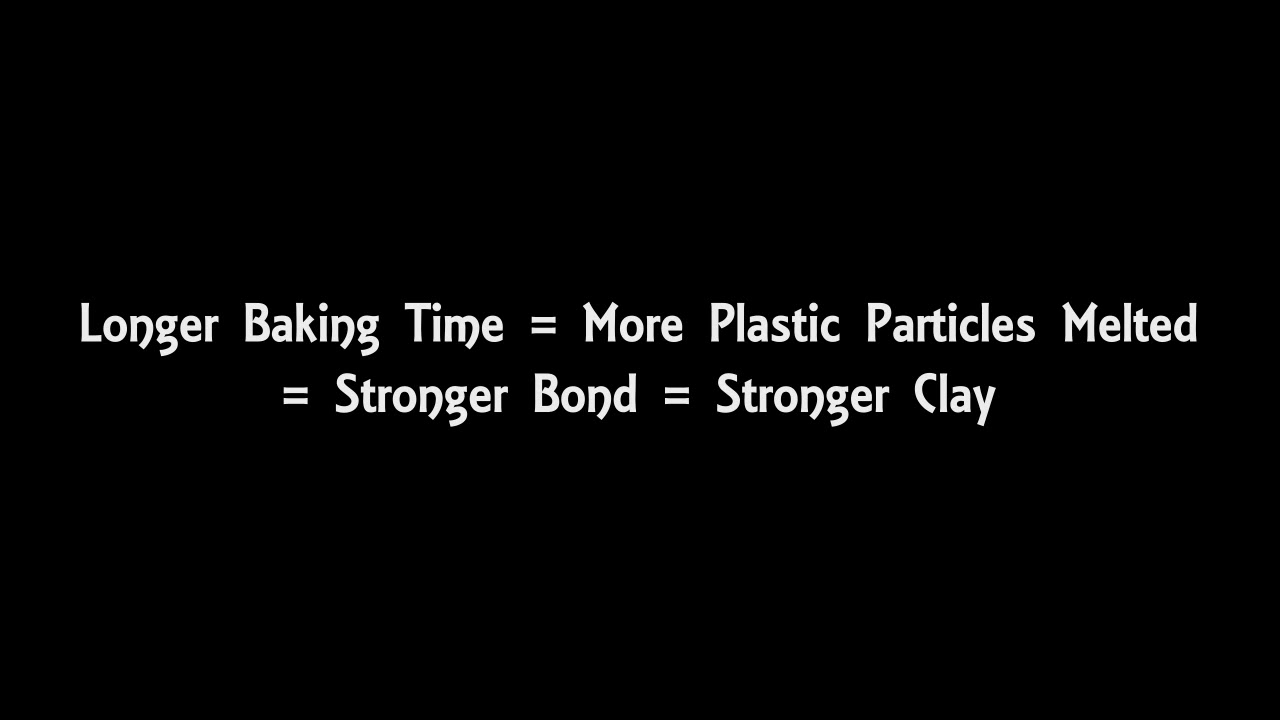 Longer Baking Time = More Plastic Particles Melted
= Stronger Bond = Stronger Clay